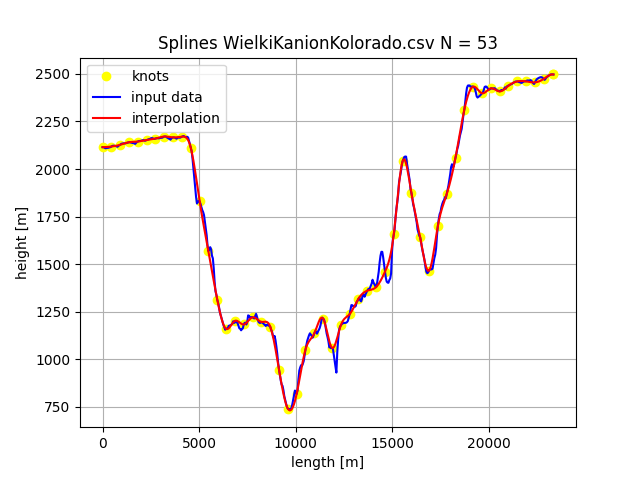 Splines WielkiKanionKolorado.csv N = 53
knots
input data
interpolation
height [m]
2500
2250
2000
1750
1500
1250
1000
750
0 5000 10000 15000 20000
length [m]